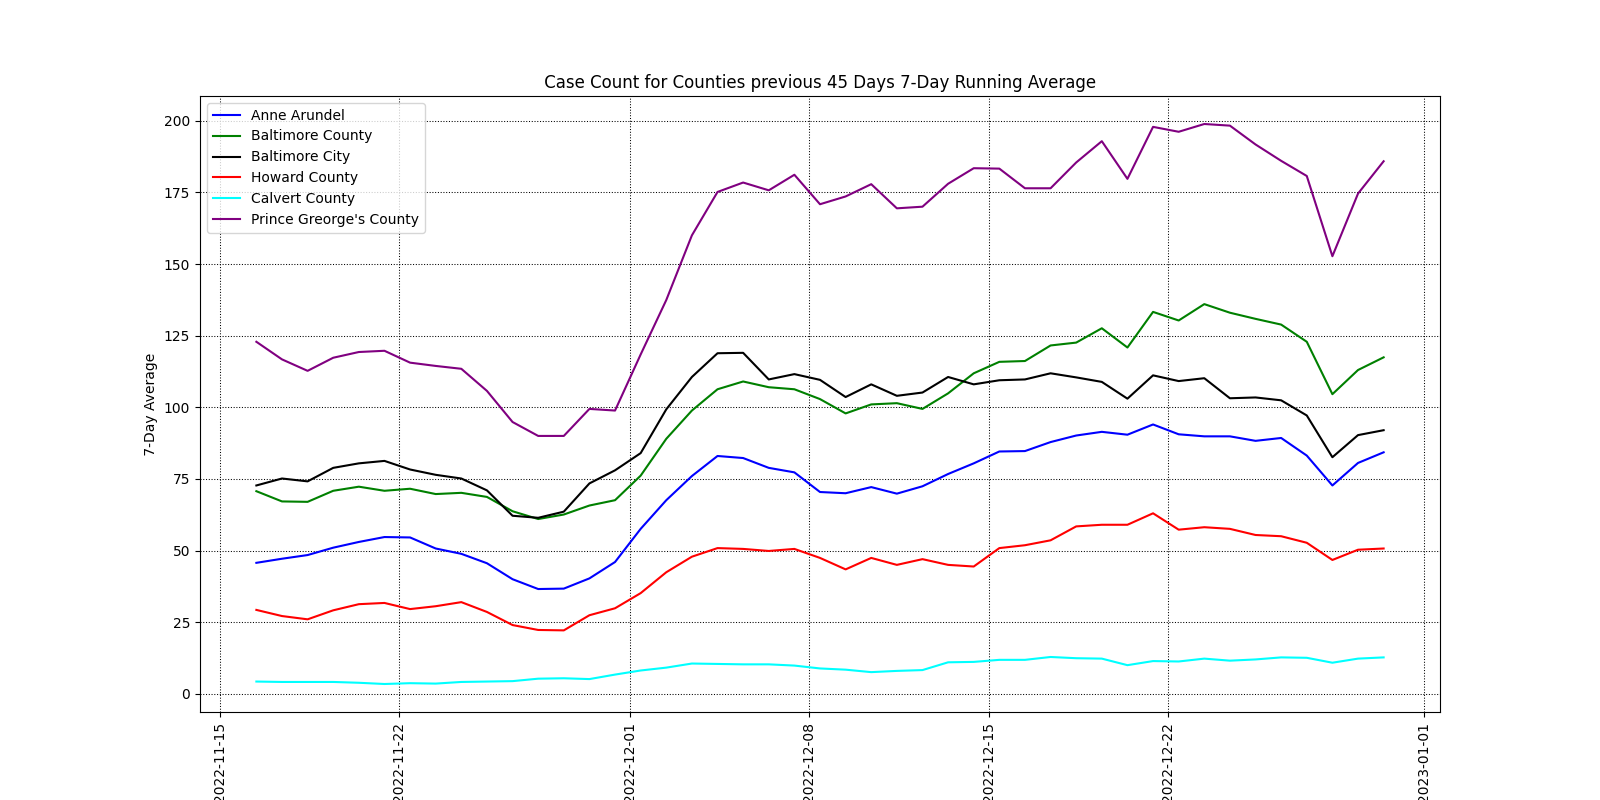 Case Count for Counties previous 45 Days 7-Day Running Average
Anne Arundel
Baltimore County
Baltimore City
Howard County
Calvert County
Prince Greorge's County
7-Day Average
200
175
150
125
100
75
50
25
0
2022-11-15
2022-11-22
2022-12-01
2022-12-08
2022-12-15
2022-12-22
2023-01-01